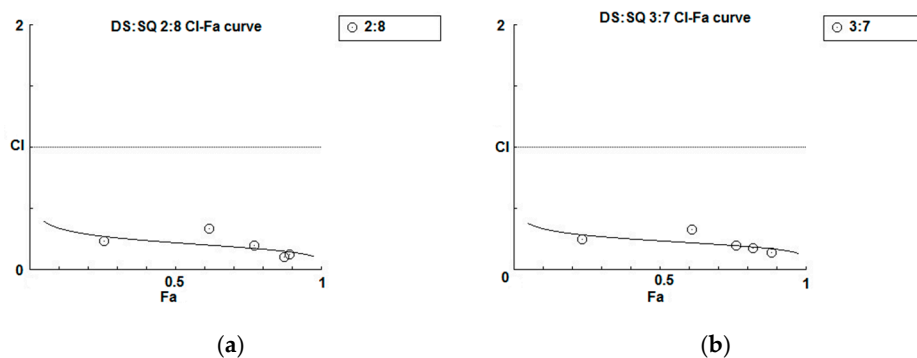 DS:SQ 2:8 CI-Fa curve
2:8
2
CI
0
0.5
1
Fa
(a)
DS:SQ 3:7 CI-Fa curve
3:7
2
CI
0
0
0.5
1
Fa
(b)